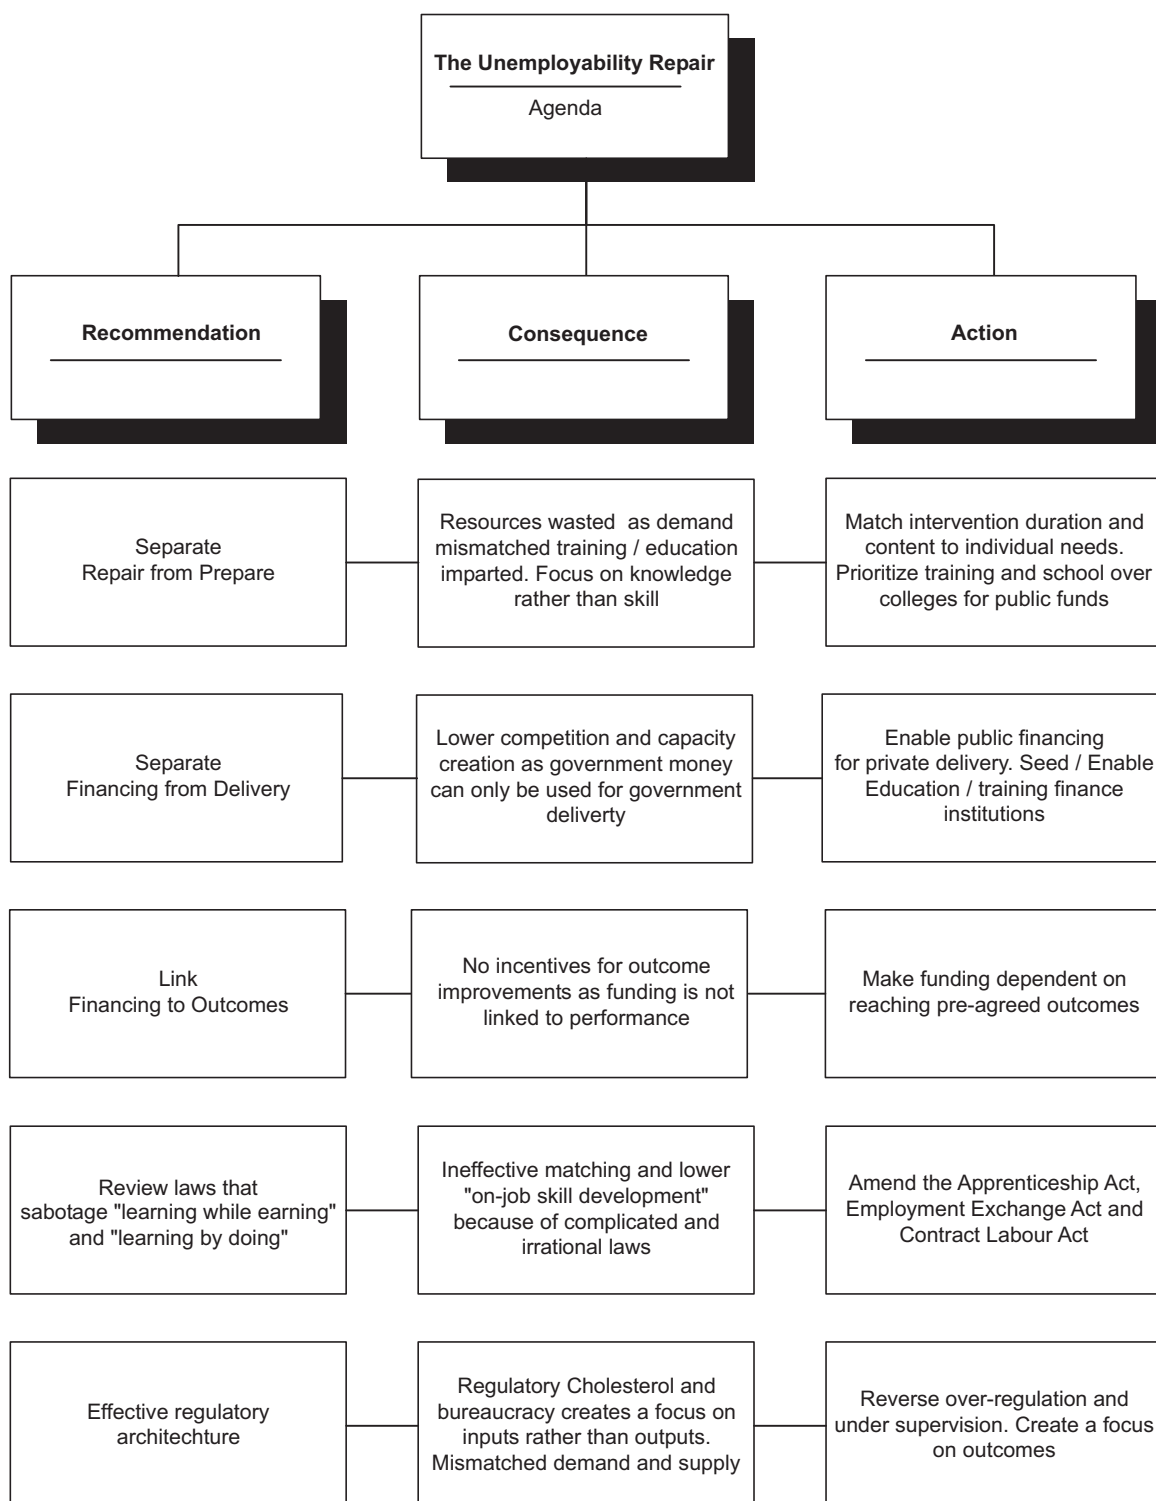 The Unemployability Repair
Agenda
Recommendation
Consequence
Action
Separate
Repair from Prepare
Resources wasted as demand
mismatched training / education
imparted. Focus on knowledge
rather than skill
Match intervention duration and
content to individual needs.
Prioritize training and school over
colleges for public funds
Separate
Financing from Delivery
Lower competition and capacity
creation as government money
can only be used for government
deliverty
Enable public financing
for private delivery. Seed / Enable
Education / training finance
institutions
Link
Financing to Outcomes
No incentives for outcome
improvements as funding is not
linked to performance
Make funding dependent on
reaching pre-agreed outcomes
Review laws that
sabotage "learning while earning"
and "learning by doing"
Ineffective matching and lower
"on-job skill development"
because of complicated and
irrational laws
Amend the Apprenticeship Act,
Employment Exchange Act and
Contract Labour Act
Effective regulatory
architechture
Regulatory Cholesterol and
bureaucracy creates a focus on
inputs rather than outputs.
Mismatched demand and supply
Reverse over-regulation and
under supervision. Create a focus
on outcomes